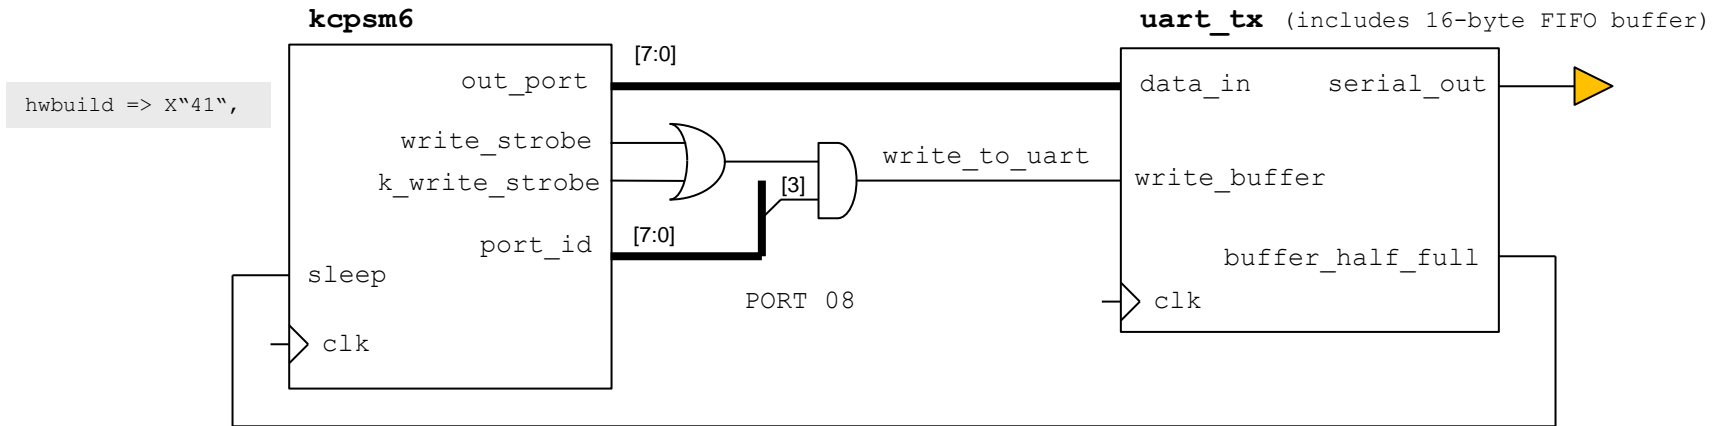 kcpsm6
uart_tx (includes 16-byte FIFO buffer)
[7:0]
out_port
data_in
serial_out
hwbuild => X“41“,
write_strobe
write_to_uart
k_write_strobe
[3]
write_buffer
port_id
[7:0]
buffer_half_full
sleep
PORT 08
clk
clk